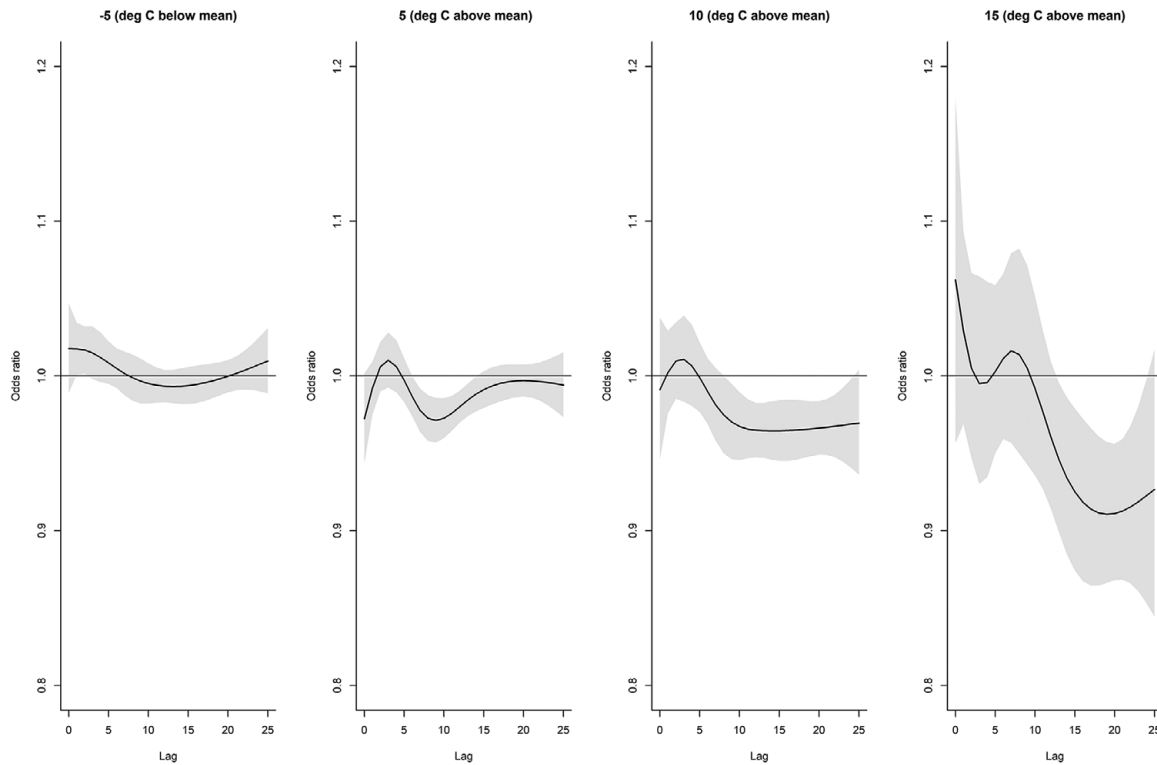 -5 (deg C below mean)
5 (deg C above mean)
10 (deg C above mean)
15 (deg C above mean)
Odds ratio
1.2
1.1
1.0
0.9
0.8
0 5 10 15 20 25
Lag
Odds ratio
1.2
1.1
1.0
0.9
0.8
0 5 10 15 20 25
Lag
Odds ratio
1.2
1.1
1.0
0.9
0.8
0 5 10 15 20 25
Lag
Odds ratio
1.2
1.1
1.0
0.9
0.8
0 5 10 15 20 25
Lag